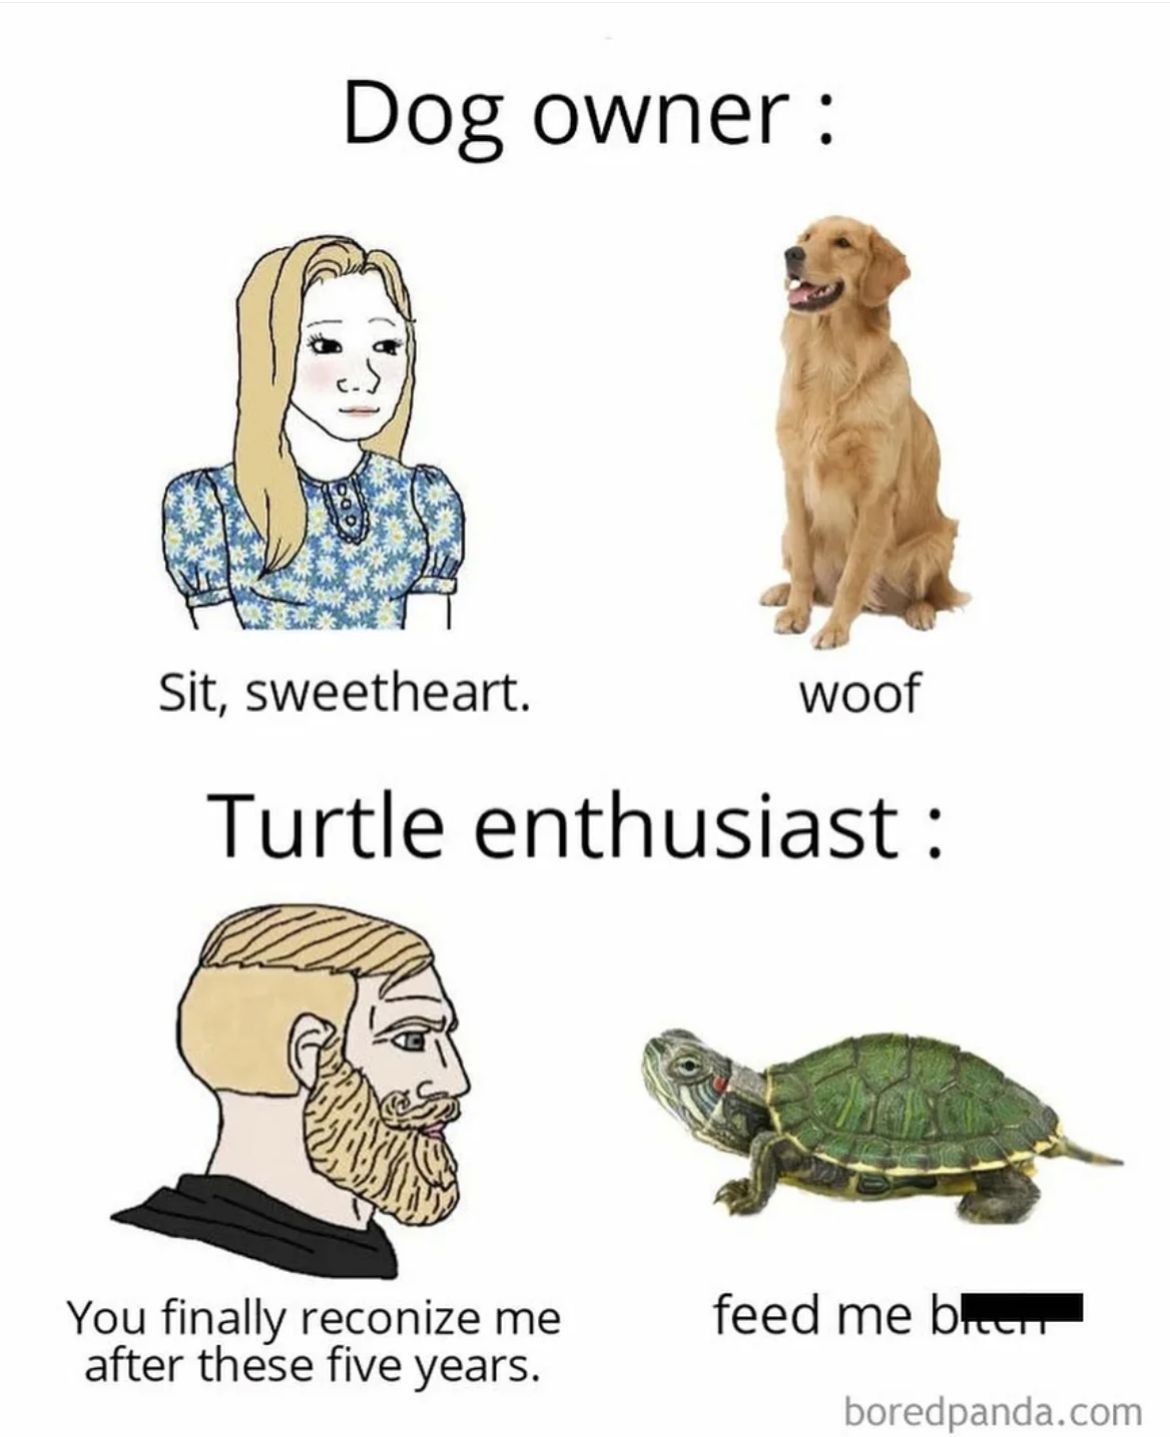 Dog owner :
Sit, sweetheart.
woof
Turtle enthusiast :
You finally reconize me
after these five years.
feed me
boredpanda.com